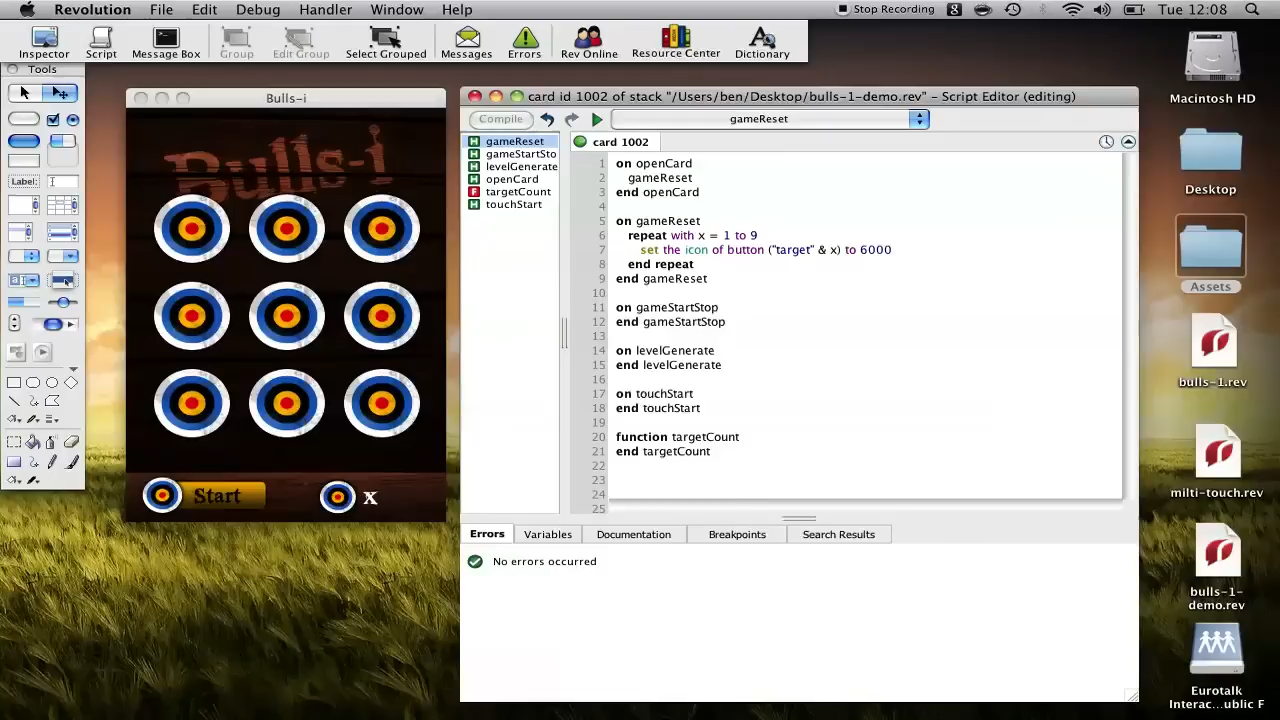 Revolution File Edit Debug Handler Window Help Stop Recording Tue 12:08
Inspector Script Message Box Group Edit Group Select Grouped Messages Errors Rev Online Resource Center Dictionary
Tools
Label:
Bulls-i
Bulls-i
Start
x
card id 1002 of stack "/Users/ben/Desktop/bulls-1-demo.rev" – Script Editor (editing)
Compile
gameReset
gameReset
gameStartSto
levelGenerate
openCard
targetCount
touchStart
card 1002
1 on openCard
2 gameReset
3 end openCard
4
5 on gameReset
6 repeat with x = 1 to 9
7 set the icon of button ("target" & x) to 6000
8 end repeat
9 end gameReset
10
11 on gameStartStop
12 end gameStartStop
13
14 on levelGenerate
15 end levelGenerate
16
17 on touchStart
18 end touchStart
19
20 function targetCount
21 end targetCount
22
23
24
25
Errors Variables Documentation Breakpoints Search Results
No errors occurred
Macintosh HD
Desktop
Assets
bulls-1.rev
milti-touch.rev
bulls-1-
demo.rev
Eurotalk
Interac...ublic F